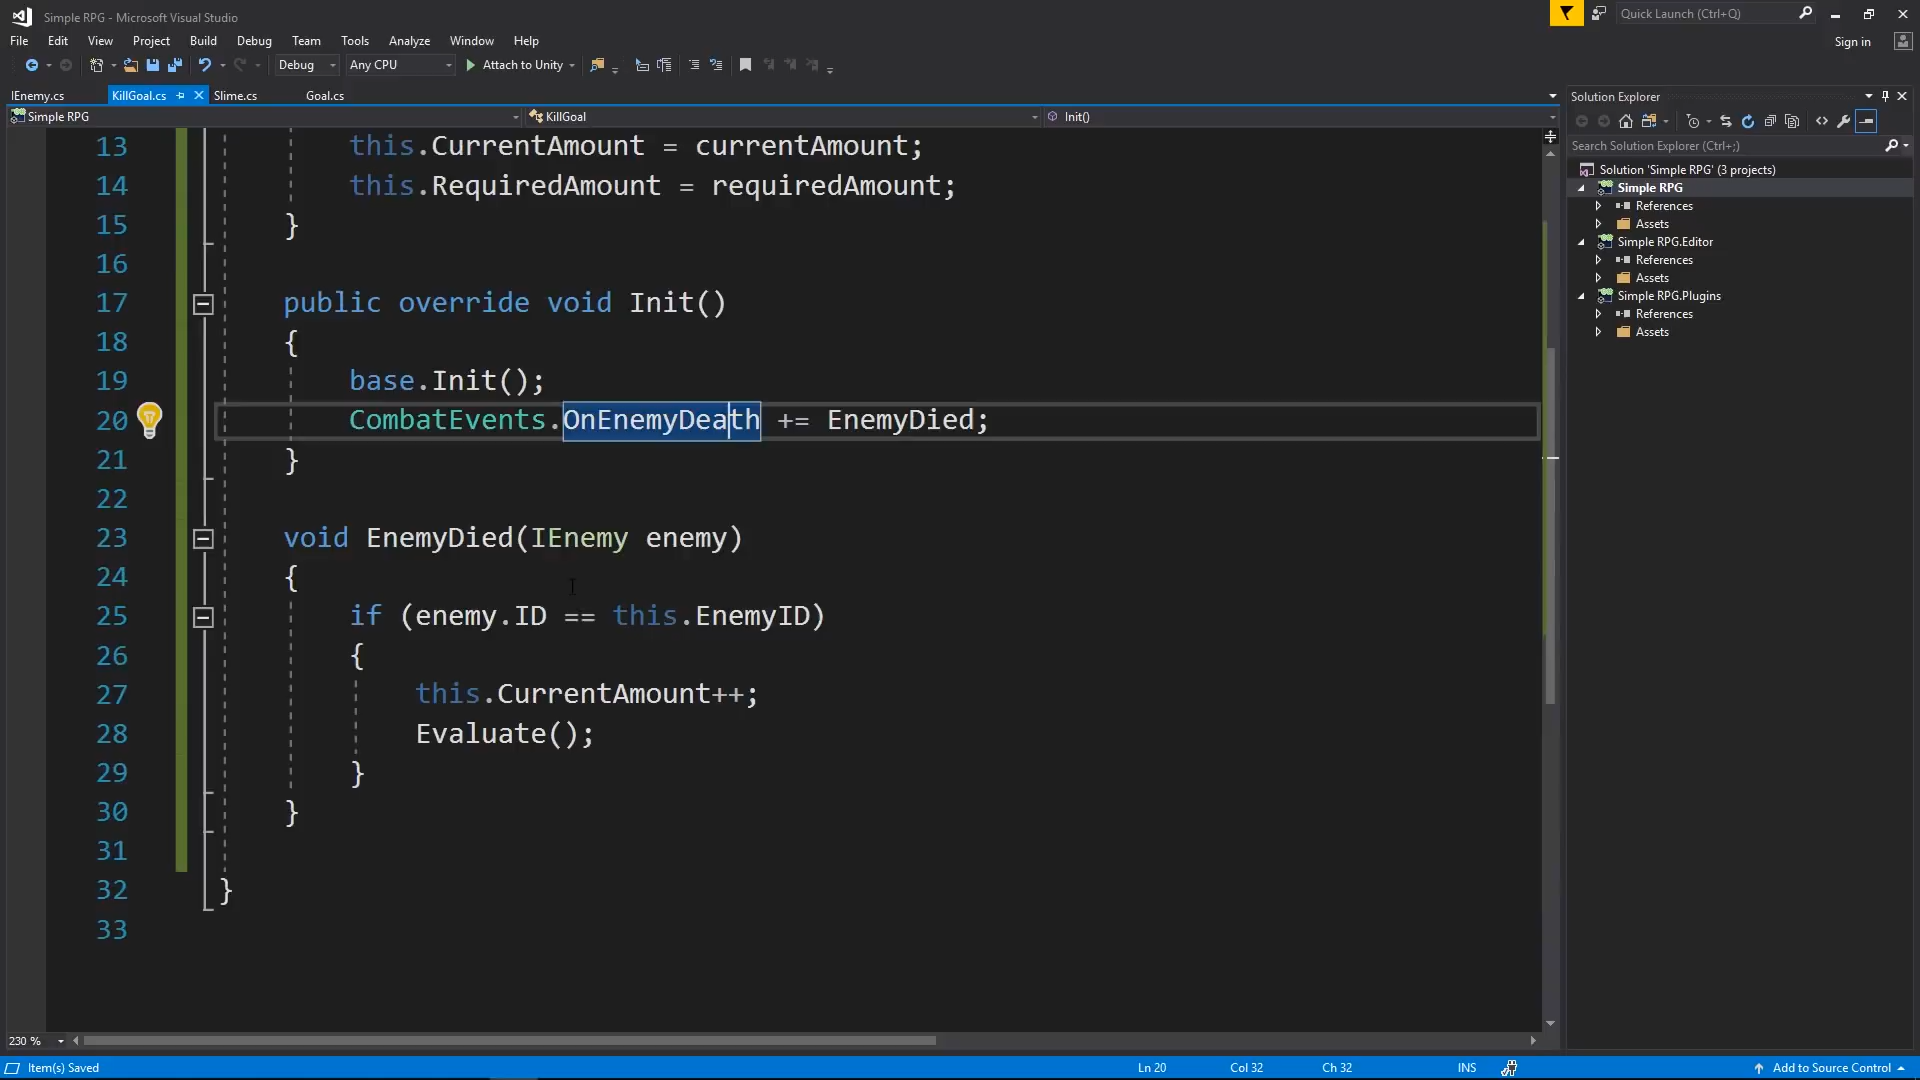 Simple RPG - Microsoft Visual Studio
Quick Launch (Ctrl+Q)
File Edit View Project Build Debug Team Tools Analyze Window Help
Sign in
Debug Any CPU Attach to Unity
IEnemy.cs KillGoal.cs Slime.cs Goal.cs
Simple RPG KillGoal Init()
13 this.CurrentAmount = currentAmount;
14 this.RequiredAmount = requiredAmount;
15 }
16
17 public override void Init()
18 {
19 base.Init();
20 CombatEvents.OnEnemyDeath += EnemyDied;
21 }
22
23 void EnemyDied(IEnemy enemy)
24 {
25 if (enemy.ID == this.EnemyID)
26 {
27 this.CurrentAmount++;
28 Evaluate();
29 }
30 }
31
32 }
33
230 %
Solution Explorer
Search Solution Explorer (Ctrl+;)
Solution 'Simple RPG' (3 projects)
Simple RPG
References
Assets
Simple RPG.Editor
References
Assets
Simple RPG.Plugins
References
Assets
Item(s) Saved Ln 20 Col 32 Ch 32 INS Add to Source Control